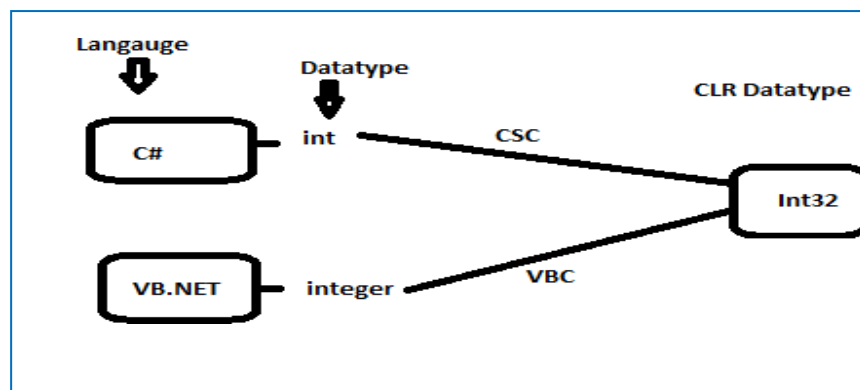 Langauge
Datatype
CLR Datatype
C#
int
CSC
Int32
VB.NET
integer
VBC